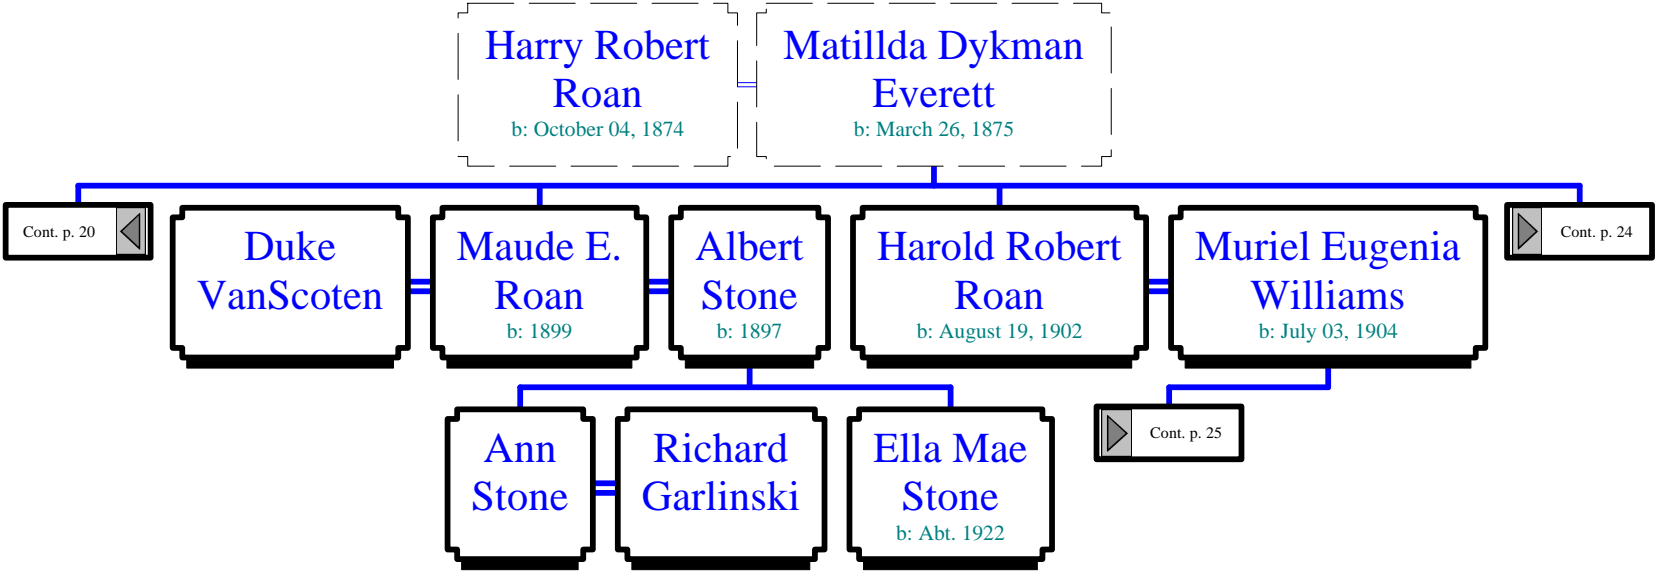 Harry Robert
Roan
b: October 04, 1874
Matillda Dykman
Everett
b: March 26, 1875
Cont. p. 20
Duke
VanScoten
Maude E.
Roan
b: 1899
Albert
Stone
b: 1897
Harold Robert
Roan
b: August 19, 1902
Muriel Eugenia
Williams
b: July 03, 1904
Cont. p. 24
Ann
Stone
Richard
Garlinski
Ella Mae
Stone
b: Abt. 1922
Cont. p. 25